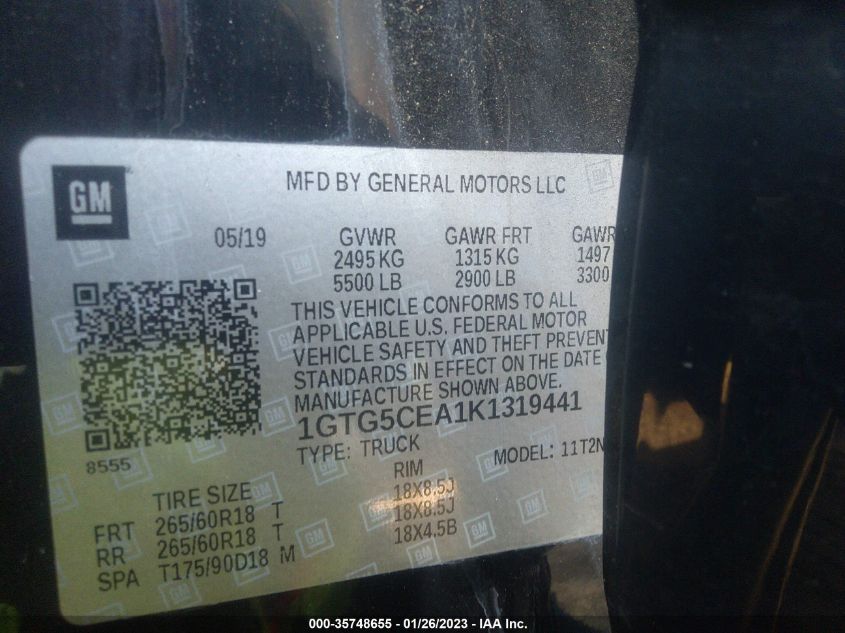 GM
MFD BY GENERAL MOTORS LLC
05/19 GVWR GAWR FRT GAWR
2495 KG 1315 KG 1497
5500 LB 2900 LB 3300
THIS VEHICLE CONFORMS TO ALL
APPLICABLE U.S. FEDERAL MOTOR
VEHICLE SAFETY AND THEFT PREVENT
STANDARDS IN EFFECT ON THE DATE
MANUFACTURE SHOWN ABOVE.
1GTG5CEA1K1319441
TYPE: TRUCK MODEL: 11T2N
8555
TIRE SIZE RIM
FRT 265/60R18 T 18X8.5J
RR 265/60R18 T 18X8.5J
SPA T175/90D18 M 18X4.5B
000-35748655 - 01/26/2023 - IAA Inc.